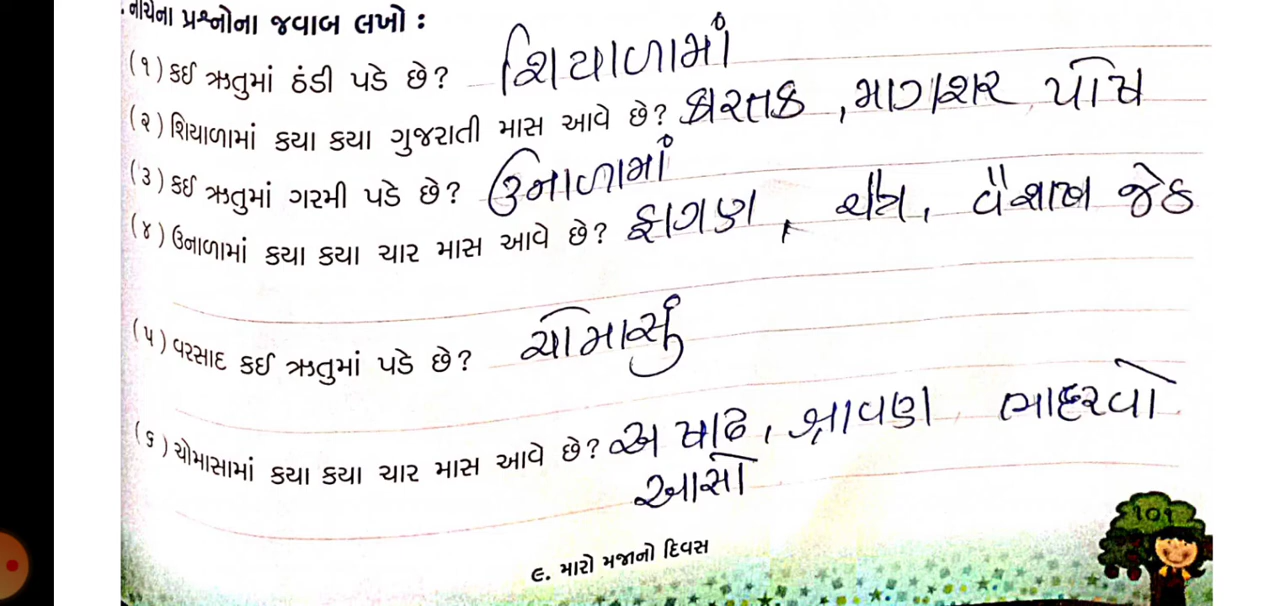 નીચેના પ્રશ્નોના જવાબ લખો :
(૧) કઈ ઋતુમાં ઠંડી પડે છે? શિયાળામાં
(૨) શિયાળામાં કયા કયા ગુજરાતી માસ આવે છે? કારતક , માગશર પોષ
(૩) કઈ ઋતુમાં ગરમી પડે છે? ઉનાળામાં
(૪) ઉનાળામાં કયા કયા ચાર માસ આવે છે? ફાગણ , ચૈત્ર, વૈશાખ જેઠ
(૫) વરસાદ કઈ ઋતુમાં પડે છે? ચોમાસું
(૬) ચોમાસામાં કયા કયા ચાર માસ આવે છે? અષાઢ, શ્રાવણ ભાદરવો
આસો
૧૦૧
૯. મારો મજાનો દિવસ